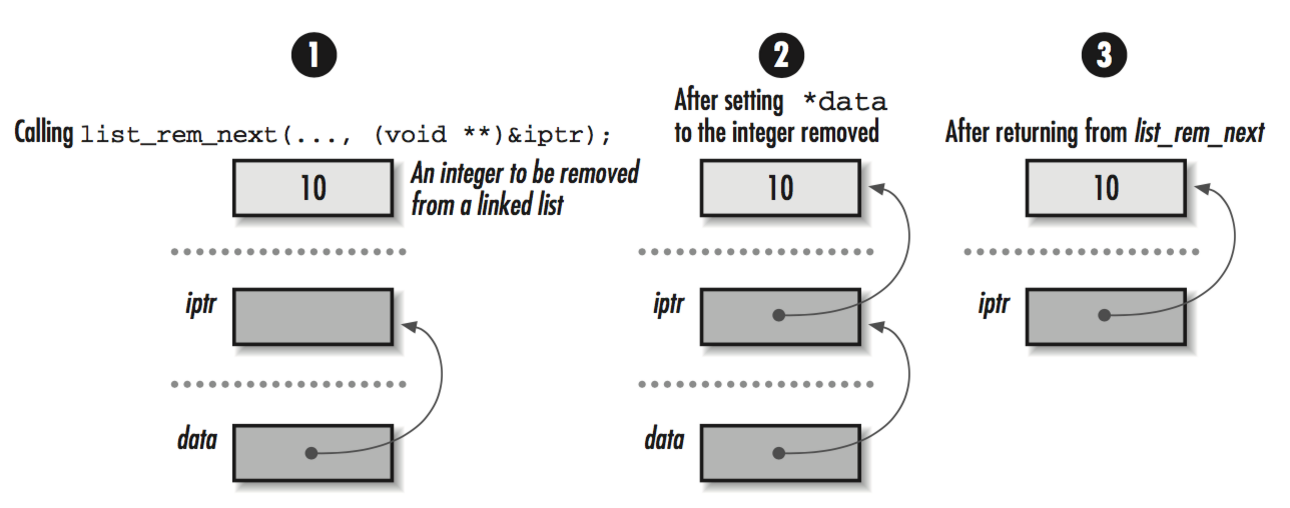 1
Calling list_rem_next(..., (void **)&iptr);
10
An integer to be removed
from a linked list
iptr
data
2
After setting *data
to the integer removed
10
iptr
data
3
After returning from list_rem_next
10
iptr